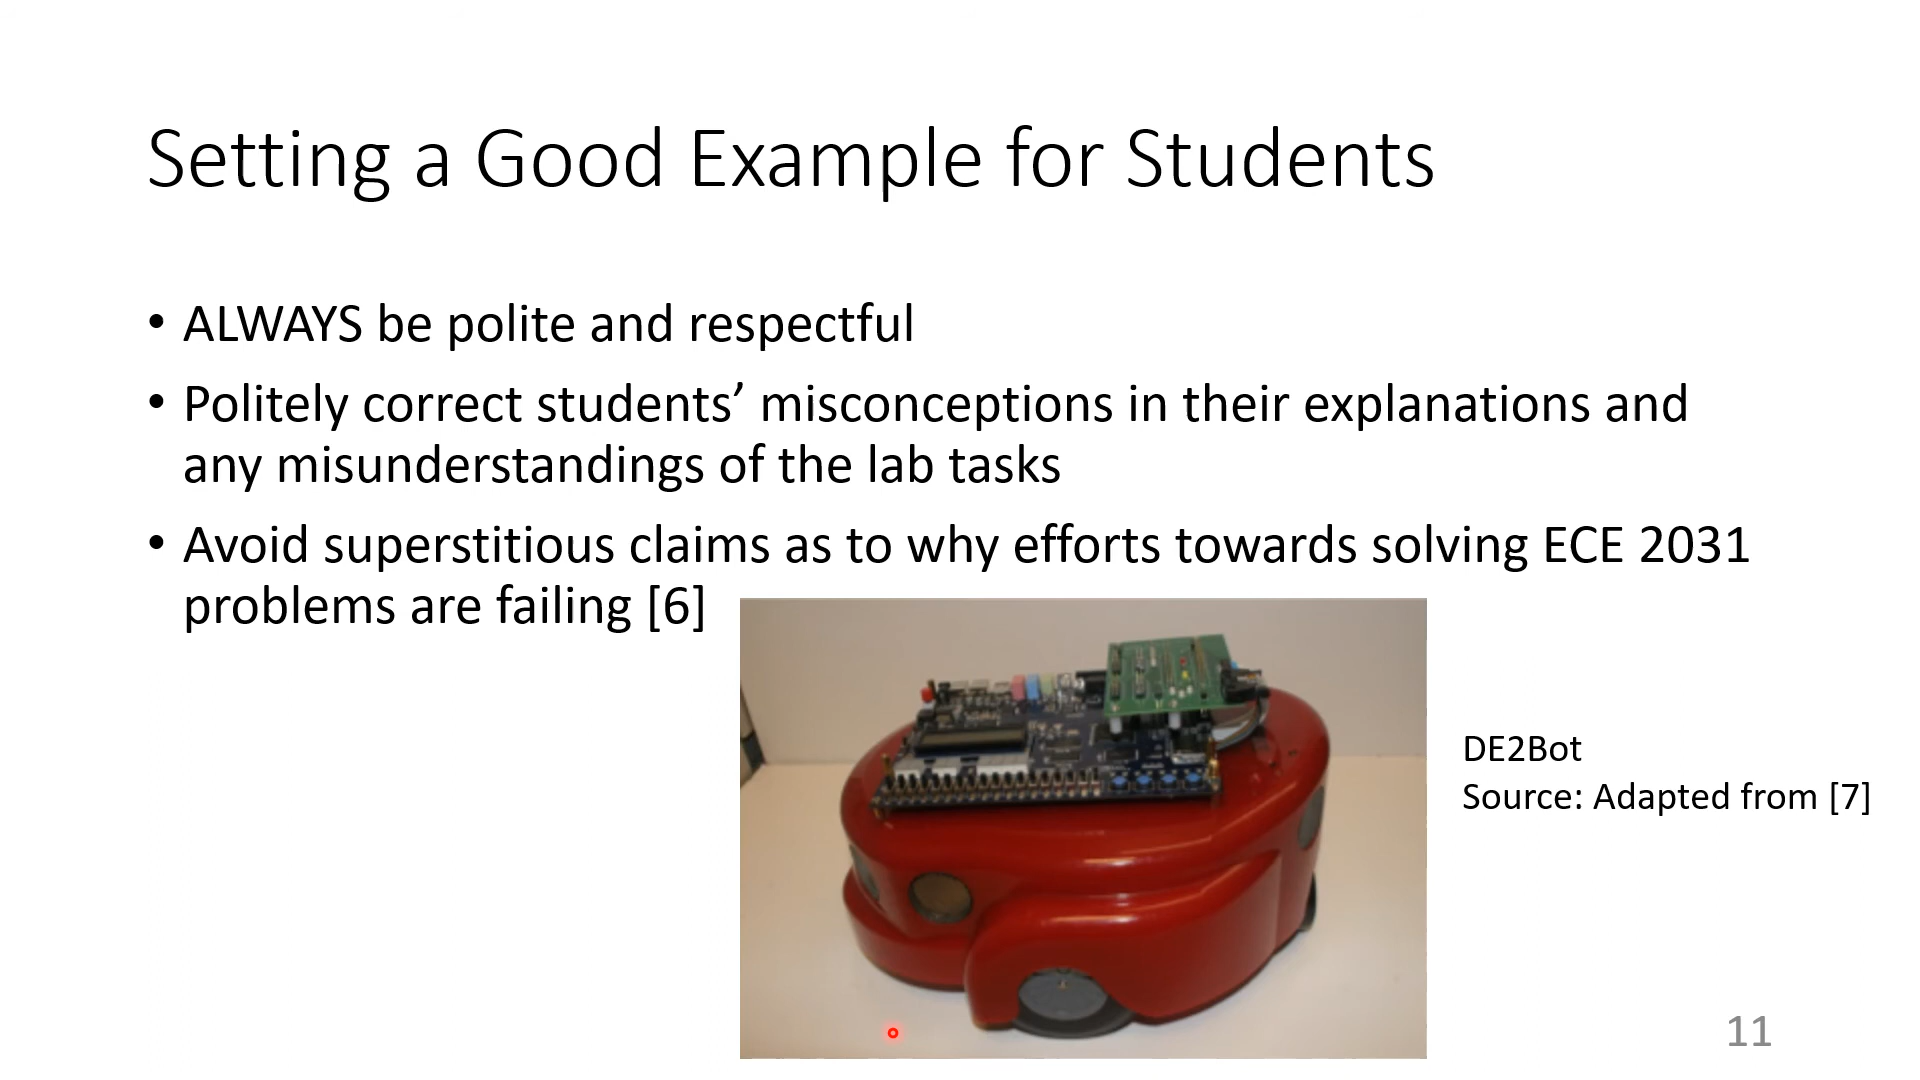 Setting a Good Example for Students
• ALWAYS be polite and respectful
• Politely correct students’ misconceptions in their explanations and
any misunderstandings of the lab tasks
• Avoid superstitious claims as to why efforts towards solving ECE 2031
problems are failing [6]
DE2Bot
Source: Adapted from [7]
11